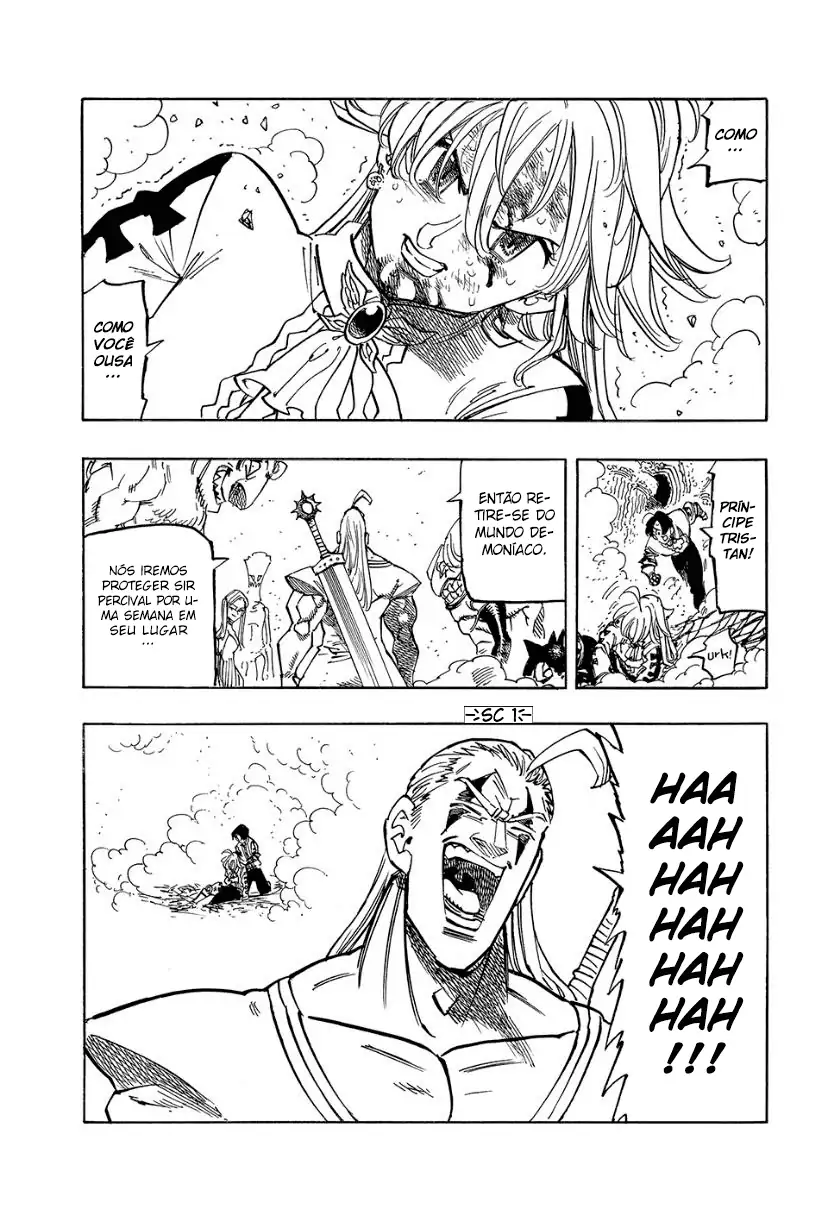 COMO
...
COMO
VOCÊ
OUSA
...
PRÍN-
CIPE
TRIS-
TAN!
URK!
ENTÃO RE-
TIRE-SE DO
MUNDO DE-
MONÍACO.
NÓS IREMOS
PROTEGER SIR
PERCIVAL POR U-
MA SEMANA EM
SEU LUGAR
...
SC 1
HAA
AAH
HAH
HAH
HAH
HAH
!!!